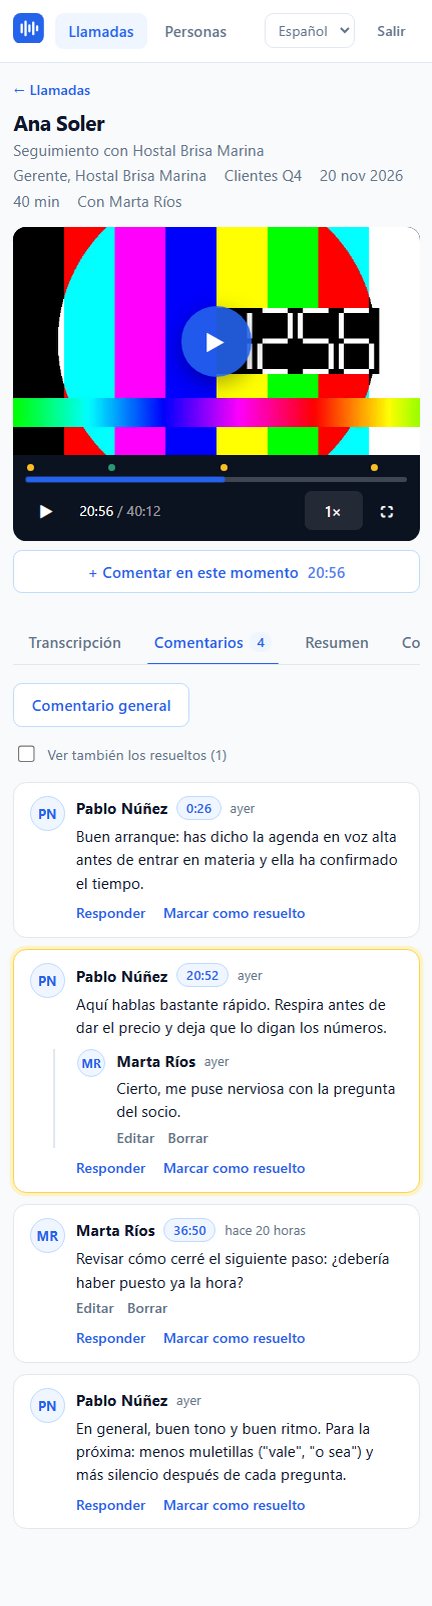 Llamadas
Personas
Español
Salir
← Llamadas
Ana Soler
Seguimiento con Hostal Brisa Marina
Gerente, Hostal Brisa Marina Clientes Q4 20 nov 2026
40 min Con Marta Ríos
20:56 / 40:12
1×
+ Comentar en este momento 20:56
Transcripción
Comentarios 4
Resumen
Co
Comentario general
Ver también los resueltos (1)
PN
Pablo Núñez 0:26 ayer
Buen arranque: has dicho la agenda en voz alta
antes de entrar en materia y ella ha confirmado
el tiempo.
Responder Marcar como resuelto
PN
Pablo Núñez 20:52 ayer
Aquí hablas bastante rápido. Respira antes de
dar el precio y deja que lo digan los números.
MR
Marta Ríos ayer
Cierto, me puse nerviosa con la pregunta
del socio.
Editar Borrar
Responder Marcar como resuelto
MR
Marta Ríos 36:50 hace 20 horas
Revisar cómo cerré el siguiente paso: ¿debería
haber puesto ya la hora?
Editar Borrar
Responder Marcar como resuelto
PN
Pablo Núñez ayer
En general, buen tono y buen ritmo. Para la
próxima: menos muletillas ("vale", "o sea") y
más silencio después de cada pregunta.
Responder Marcar como resuelto